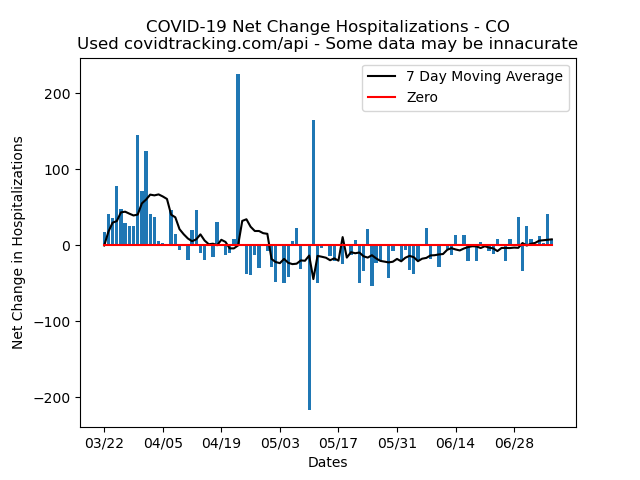 COVID-19 Net Change Hospitalizations - CO
Used covidtracking.com/api - Some data may be innacurate
7 Day Moving Average
Zero
Net Change in Hospitalizations
200
100
0
−100
−200
03/22 04/05 04/19 05/03 05/17 05/31 06/14 06/28
Dates